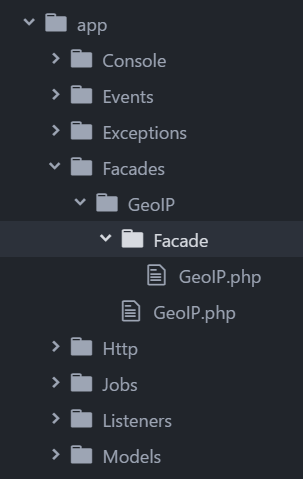 app
Console
Events
Exceptions
Facades
GeoIP
Facade
GeoIP.php
GeoIP.php
Http
Jobs
Listeners
Models